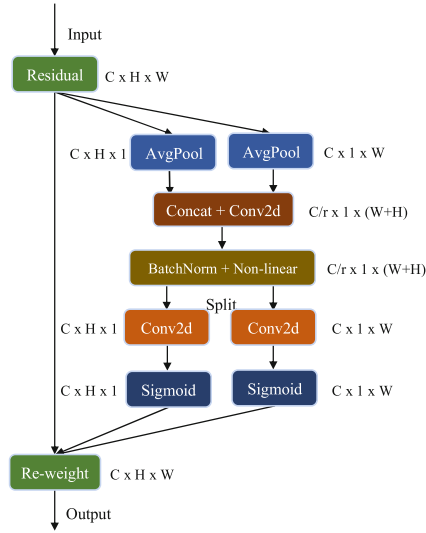 Input
Residual
C x H x W
C x H x 1
AvgPool
AvgPool
C x 1 x W
Concat + Conv2d
C/r x 1 x (W+H)
BatchNorm + Non-linear
C/r x 1 x (W+H)
Split
C x H x 1
Conv2d
Conv2d
C x 1 x W
C x H x 1
Sigmoid
Sigmoid
C x 1 x W
Re-weight
C x H x W
Output